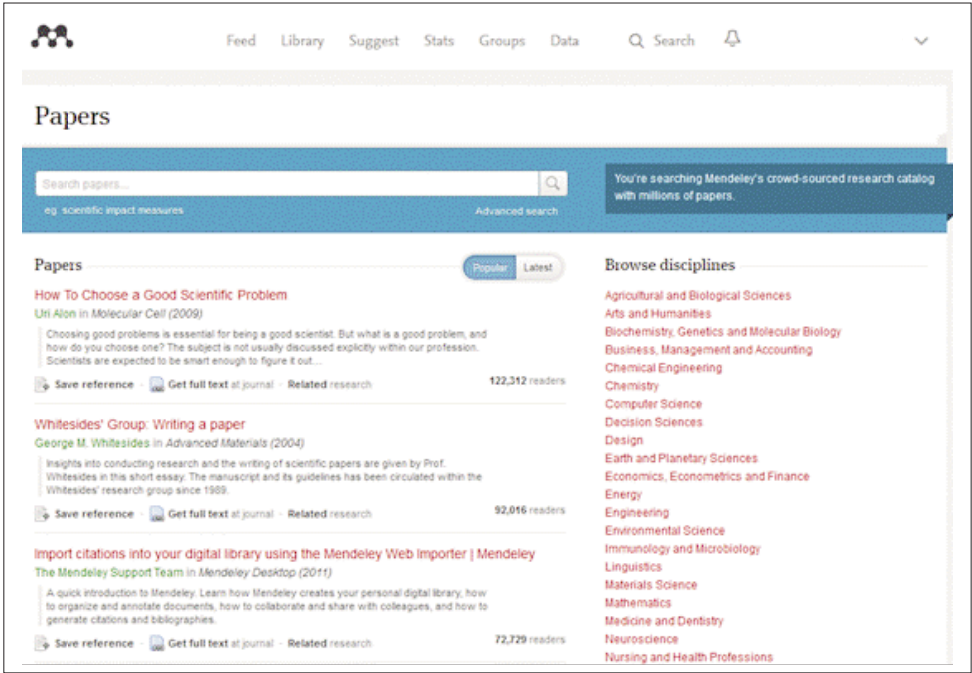 Feed Library Suggest Stats Groups Data Search
Papers
Search papers...
eg. scientific impact measures
Advanced search
You're searching Mendeley's crowd-sourced research catalog
with millions of papers.
Papers
Popular Latest
How To Choose a Good Scientific Problem
Uri Alon in Molecular Cell (2009)
Choosing good problems is essential for being a good scientist. But what is a good problem, and
how do you choose one? The subject is not usually discussed explicitly within our profession.
Scientists are expected to be smart enough to figure it out...
Save reference · Get full text at journal · Related research
122,312 readers
Whitesides' Group: Writing a paper
George M. Whitesides in Advanced Materials (2004)
Insights into conducting research and the writing of scientific papers are given by Prof.
Whitesides in this short essay. The manuscript and its guidelines has been circulated within the
Whitesides' research group since 1989.
Save reference · Get full text at journal · Related research
92,016 readers
Import citations into your digital library using the Mendeley Web Importer | Mendeley
The Mendeley Support Team in Mendeley Desktop (2011)
A quick introduction to Mendeley. Learn how Mendeley creates your personal digital library, how
to organize and annotate documents, how to collaborate and share with colleagues, and how to
generate citations and bibliographies.
Save reference · Get full text at journal · Related research
72,729 readers
Browse disciplines
Agricultural and Biological Sciences
Arts and Humanities
Biochemistry, Genetics and Molecular Biology
Business, Management and Accounting
Chemical Engineering
Chemistry
Computer Science
Decision Sciences
Design
Earth and Planetary Sciences
Economics, Econometrics and Finance
Energy
Engineering
Environmental Science
Immunology and Microbiology
Linguistics
Materials Science
Mathematics
Medicine and Dentistry
Neuroscience
Nursing and Health Professions